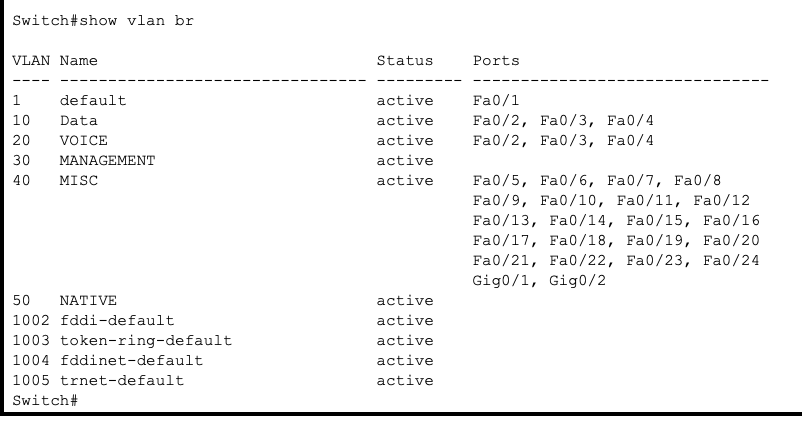 Switch#show vlan br
VLAN Name                             Status    Ports
---- -------------------------------- --------- -------------------------------
1    default                          active    Fa0/1
10   Data                             active    Fa0/2, Fa0/3, Fa0/4
20   VOICE                            active    Fa0/2, Fa0/3, Fa0/4
30   MANAGEMENT                       active
40   MISC                             active    Fa0/5, Fa0/6, Fa0/7, Fa0/8
                                                Fa0/9, Fa0/10, Fa0/11, Fa0/12
                                                Fa0/13, Fa0/14, Fa0/15, Fa0/16
                                                Fa0/17, Fa0/18, Fa0/19, Fa0/20
                                                Fa0/21, Fa0/22, Fa0/23, Fa0/24
                                                Gig0/1, Gig0/2
50   NATIVE                           active
1002 fddi-default                     active
1003 token-ring-default               active
1004 fddinet-default                  active
1005 trnet-default                    active
Switch#